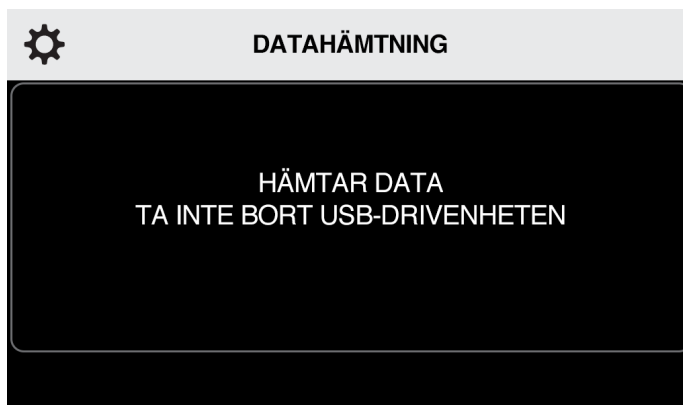 DATAHÄMTNING
HÄMTAR DATA
TA INTE BORT USB-DRIVENHETEN